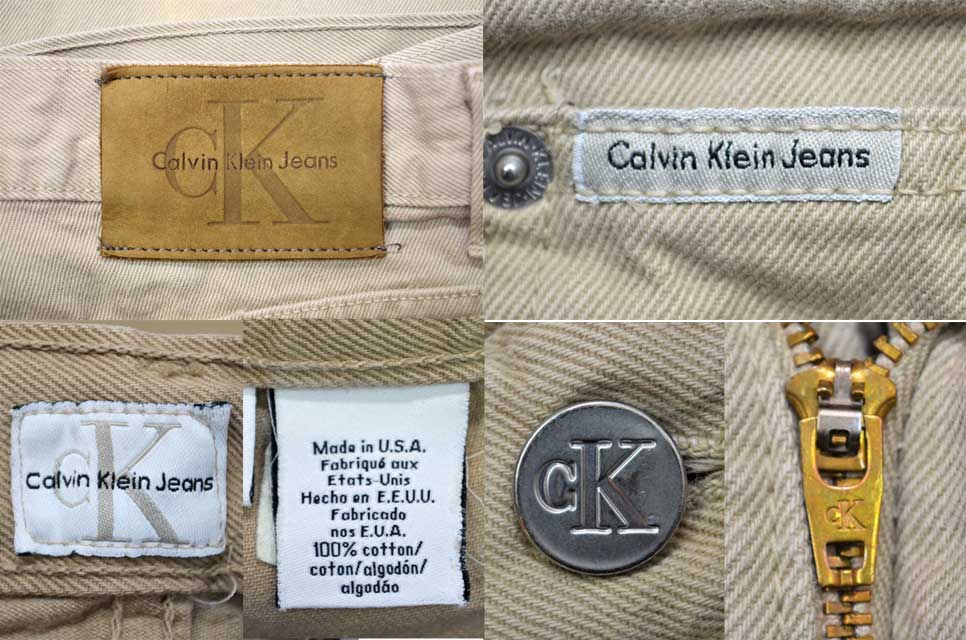 CK
Calvin Klein Jeans
Calvin Klein Jeans
CK
Calvin Klein Jeans
Made in U.S.A.
Fabriqué aux
Etats-Unis
Hecho en E.E.U.U.
Fabricado
nos E.U.A.
100% cotton/
coton/algodón/
algodão
CK
CK